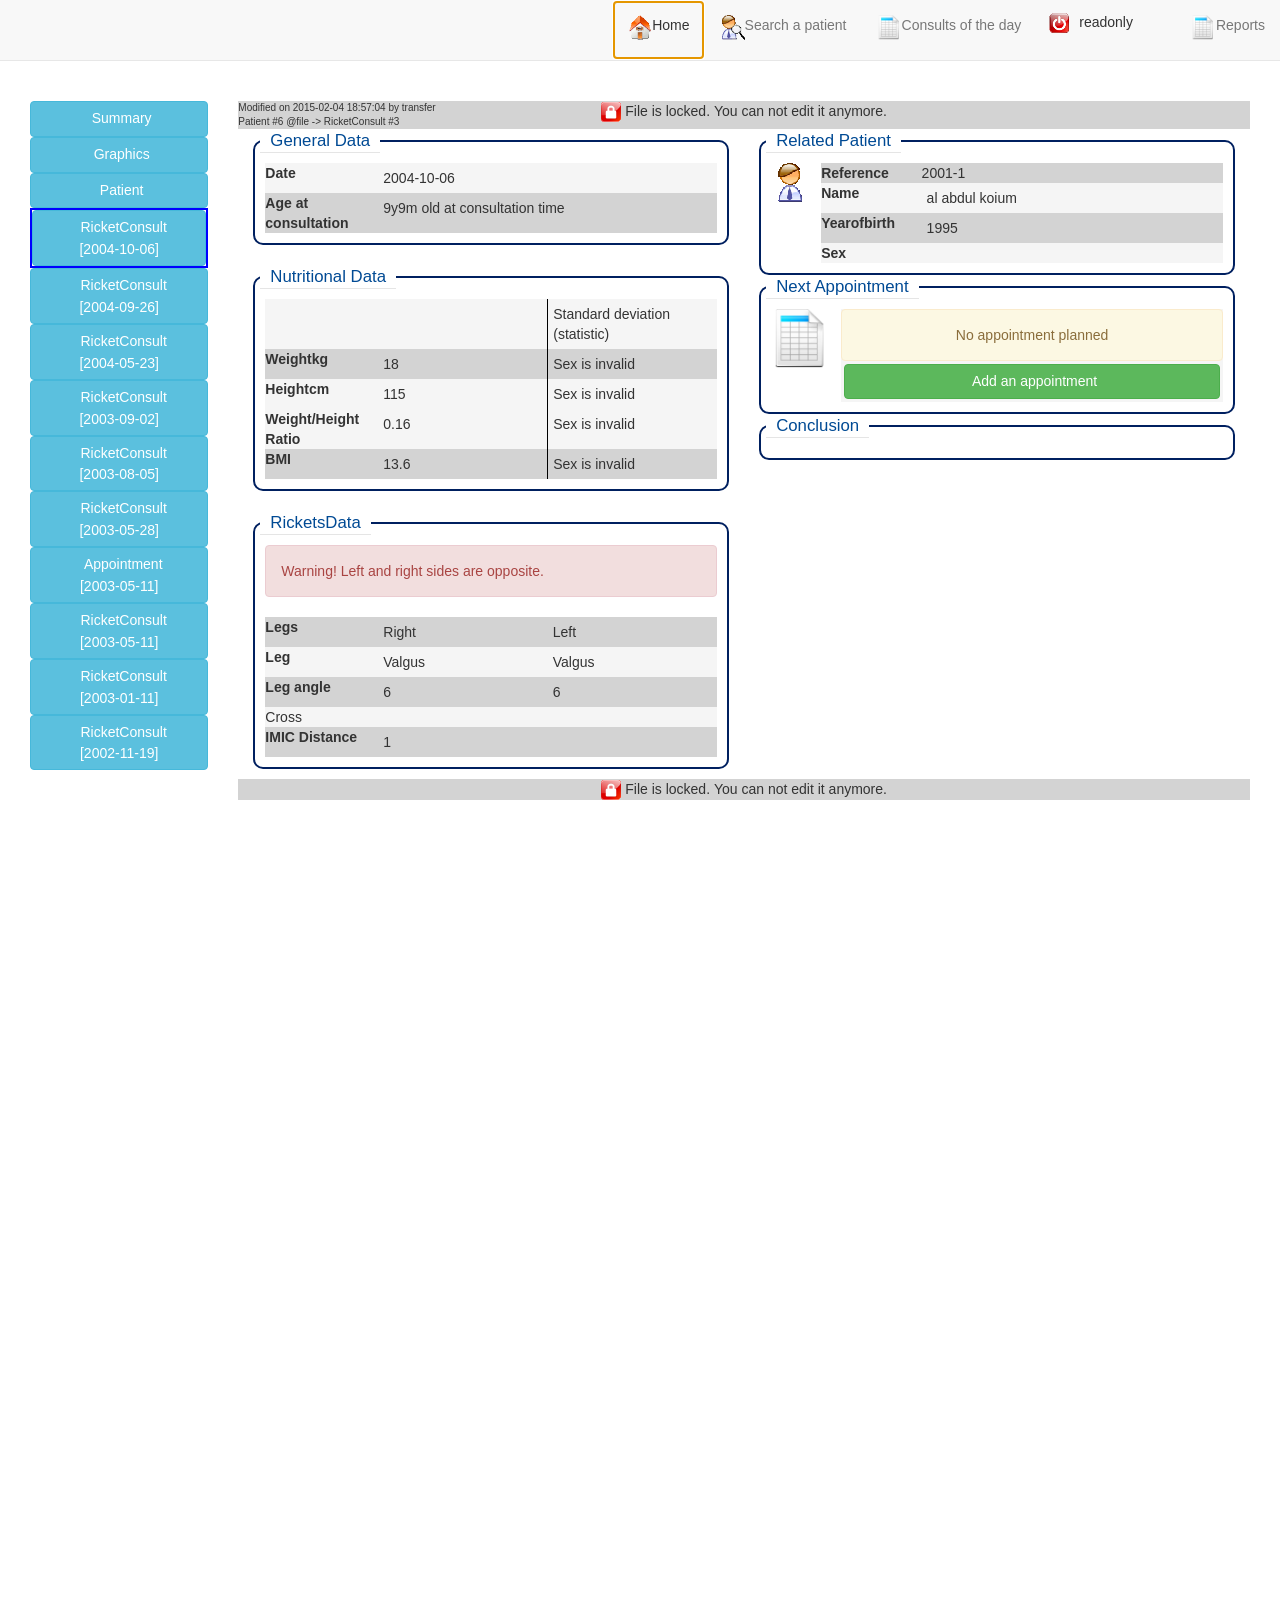 Home
Search a patient
Consults of the day
readonly
Reports
Summary
Graphics
Patient
RicketConsult
[2004-10-06]
RicketConsult
[2004-09-26]
RicketConsult
[2004-05-23]
RicketConsult
[2003-09-02]
RicketConsult
[2003-08-05]
RicketConsult
[2003-05-28]
Appointment
[2003-05-11]
RicketConsult
[2003-05-11]
RicketConsult
[2003-01-11]
RicketConsult
[2002-11-19]
Modified on 2015-02-04 18:57:04 by transfer
Patient #6 @file -> RicketConsult #3
File is locked. You can not edit it anymore.
General Data
Date 2004-10-06
Age at 9y9m old at consultation time
consultation
Nutritional Data
Standard deviation
(statistic)
Weightkg 18 Sex is invalid
Heightcm 115 Sex is invalid
Weight/Height 0.16 Sex is invalid
Ratio
BMI 13.6 Sex is invalid
RicketsData
Warning! Left and right sides are opposite.
Legs Right Left
Leg Valgus Valgus
Leg angle 6 6
Cross
IMIC Distance 1
Related Patient
Reference 2001-1
Name al abdul koium
Yearofbirth 1995
Sex
Next Appointment
No appointment planned
Add an appointment
Conclusion
File is locked. You can not edit it anymore.